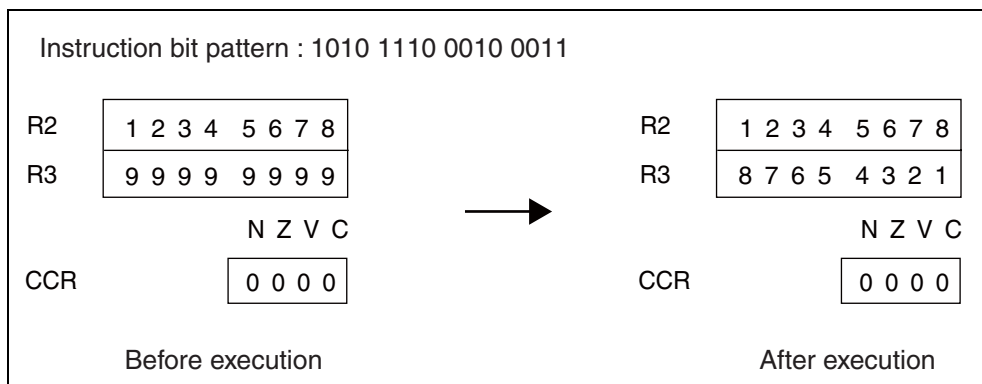 Instruction bit pattern : 1010 1110 0010 0011
R2 1 2 3 4 5 6 7 8
R3 9 9 9 9 9 9 9 9
N Z V C
CCR 0 0 0 0
Before execution
R2 1 2 3 4 5 6 7 8
R3 8 7 6 5 4 3 2 1
N Z V C
CCR 0 0 0 0
After execution